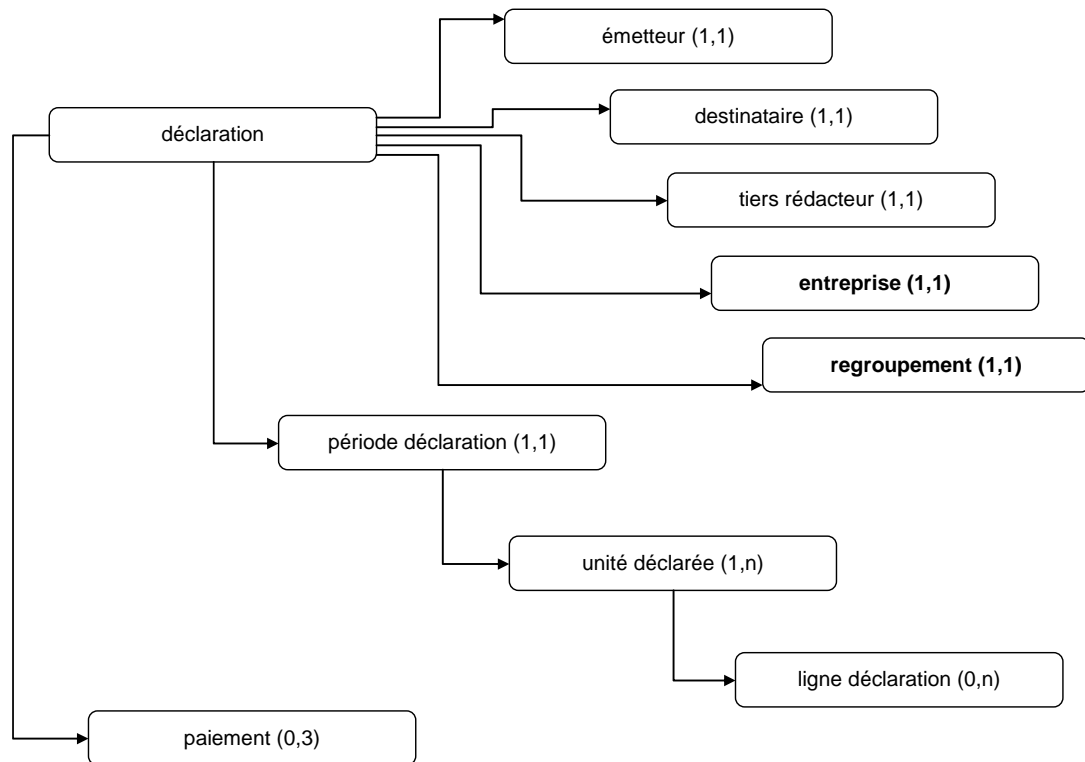 émetteur (1,1)
destinataire (1,1)
déclaration
tiers rédacteur (1,1)
entreprise (1,1)
regroupement (1,1)
période déclaration (1,1)
unité déclarée (1,n)
ligne déclaration (0,n)
paiement (0,3)